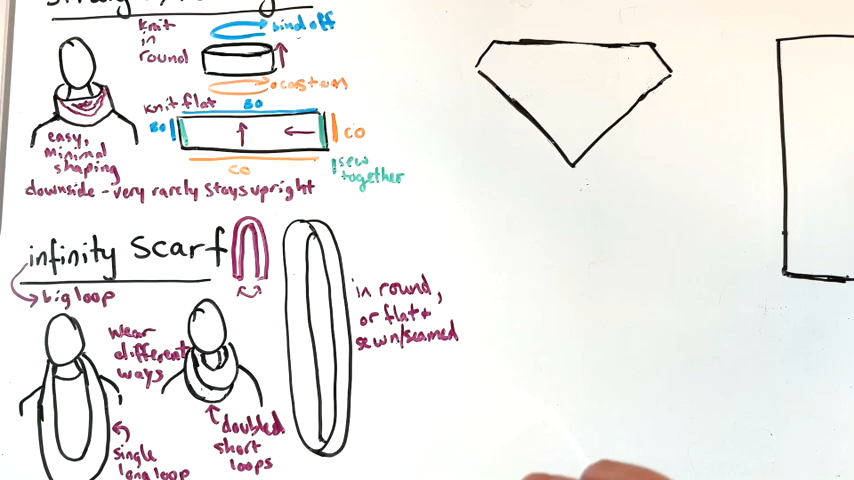 knit
in
round
bind off
cast on
knit flat
BO
BO
CO
CO
sew
together
easy,
minimal
shaping
downside - very rarely stays upright
infinity scarf
big loop
wear
different
ways
in round,
or flat +
sewn/seamed
single
long loop
doubled
short
loops